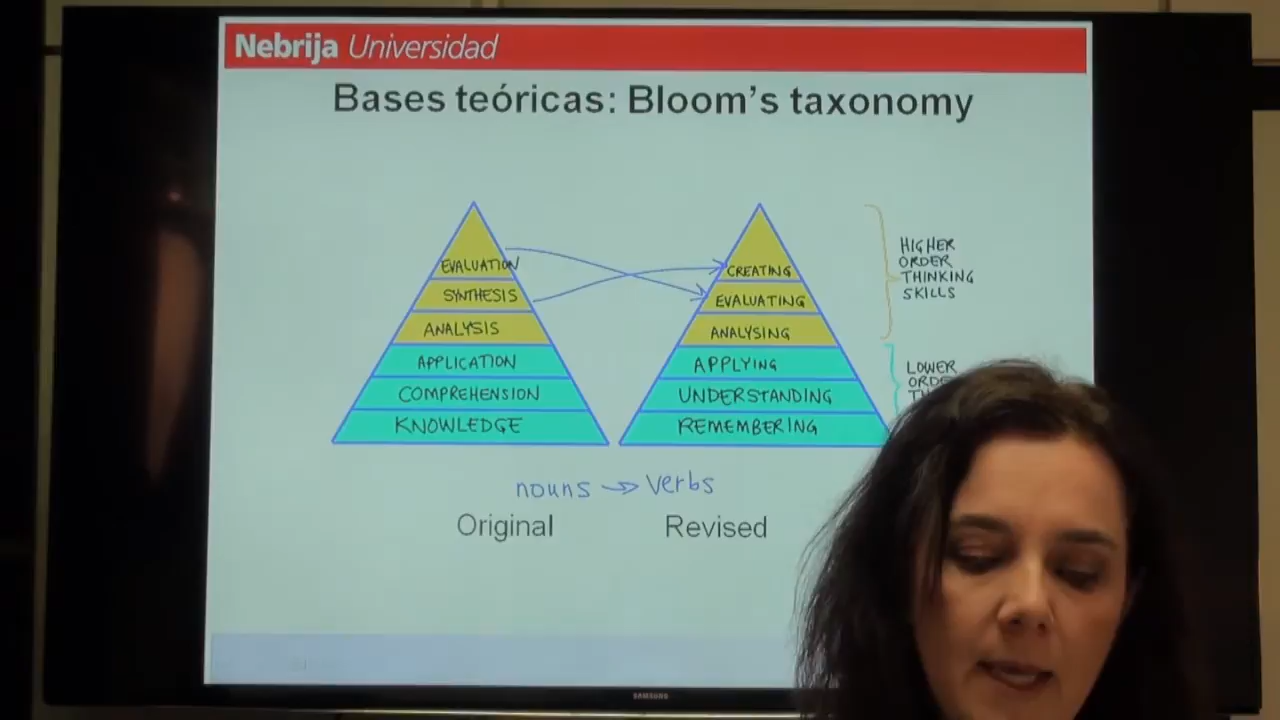 Nebrija Universidad
Bases teóricas: Bloom's taxonomy
EVALUATION
SYNTHESIS
ANALYSIS
APPLICATION
COMPREHENSION
KNOWLEDGE
CREATING
EVALUATING
ANALYSING
APPLYING
UNDERSTANDING
REMEMBERING
HIGHER
ORDER
THINKING
SKILLS
LOWER
nouns → verbs
Original
Revised
SAMSUNG